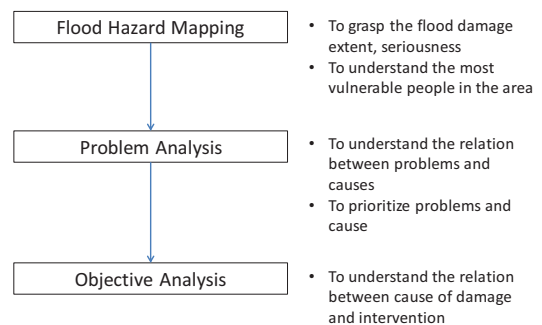 Flood Hazard Mapping
• To grasp the flood damage
extent, seriousness
• To understand the most
vulnerable people in the area
Problem Analysis
• To understand the relation
between problems and
causes
• To prioritize problems and
cause
Objective Analysis
• To understand the relation
between cause of damage
and intervention